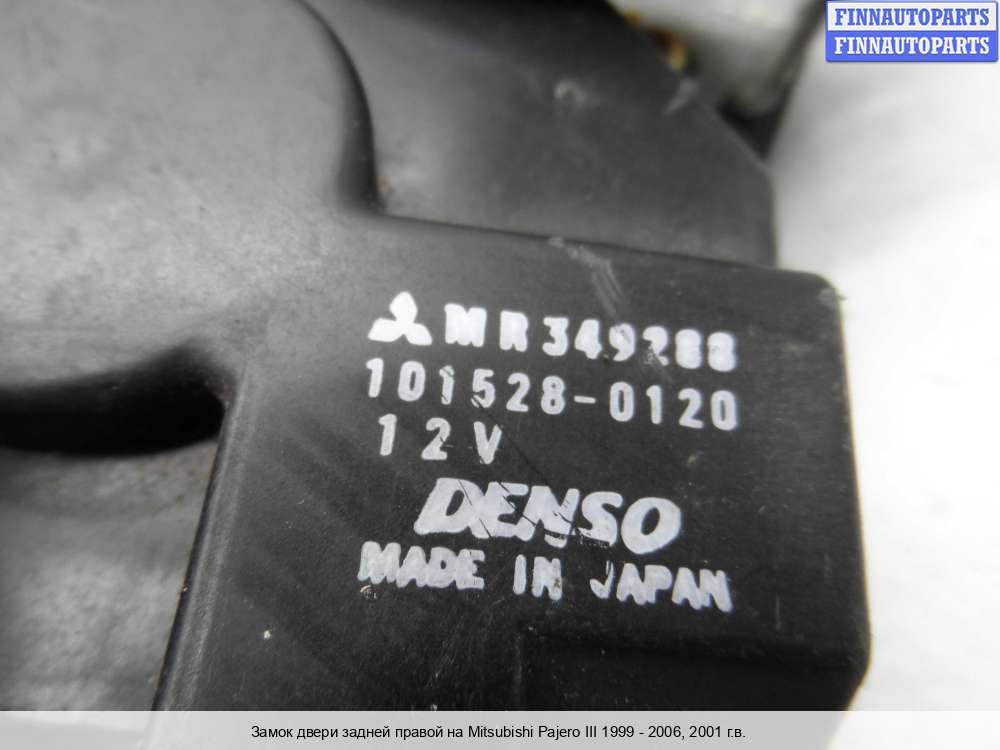 FINNAUTOPARTS
FINNAUTOPARTS
MR349288
101528-0120
12V
DENSO
MADE IN JAPAN
Замок двери задней правой на Mitsubishi Pajero III 1999 - 2006, 2001 г.в.